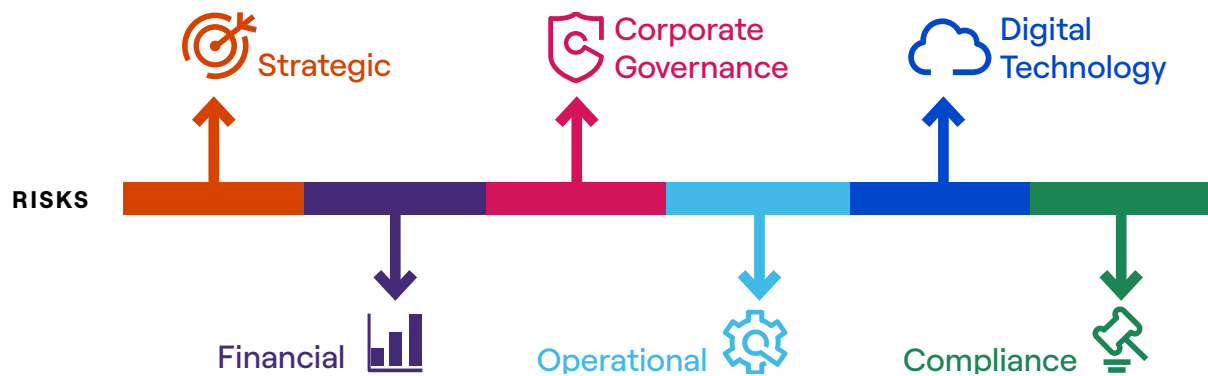 Strategic
Corporate
Governance
Digital
Technology
RISKS
Financial
Operational
Compliance